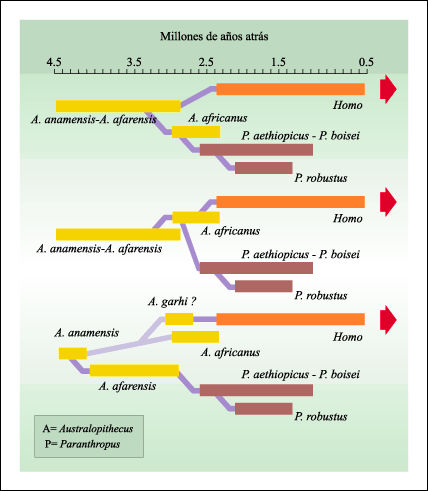 Millones de años atrás
4.5 3.5 2.5 1.5 0.5
Homo
A. anamensis-A. afarensis
A. africanus
P. aethiopicus - P. boisei
P. robustus
Homo
A. africanus
A. anamensis-A. afarensis
P. aethiopicus - P. boisei
P. robustus
A. garhi ?
A. anamensis
Homo
A. africanus
A. afarensis
P. aethiopicus - P. boisei
P. robustus
A= Australopithecus
P= Paranthropus